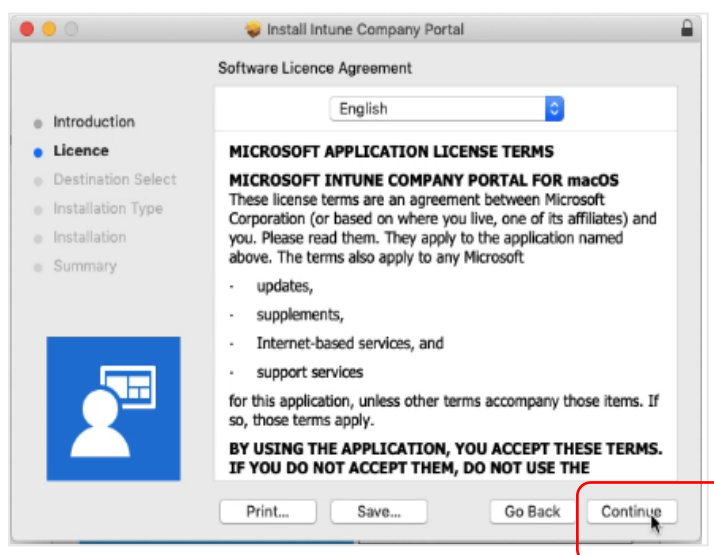 Install Intune Company Portal
Software Licence Agreement
Introduction
Licence
Destination Select
Installation Type
Installation
Summary
English
MICROSOFT APPLICATION LICENSE TERMS
MICROSOFT INTUNE COMPANY PORTAL FOR macOS
These license terms are an agreement between Microsoft
Corporation (or based on where you live, one of its affiliates) and
you. Please read them. They apply to the application named
above. The terms also apply to any Microsoft
· updates,
· supplements,
· Internet-based services, and
· support services
for this application, unless other terms accompany those items. If
so, those terms apply.
BY USING THE APPLICATION, YOU ACCEPT THESE TERMS.
IF YOU DO NOT ACCEPT THEM, DO NOT USE THE
Print... Save... Go Back Continue